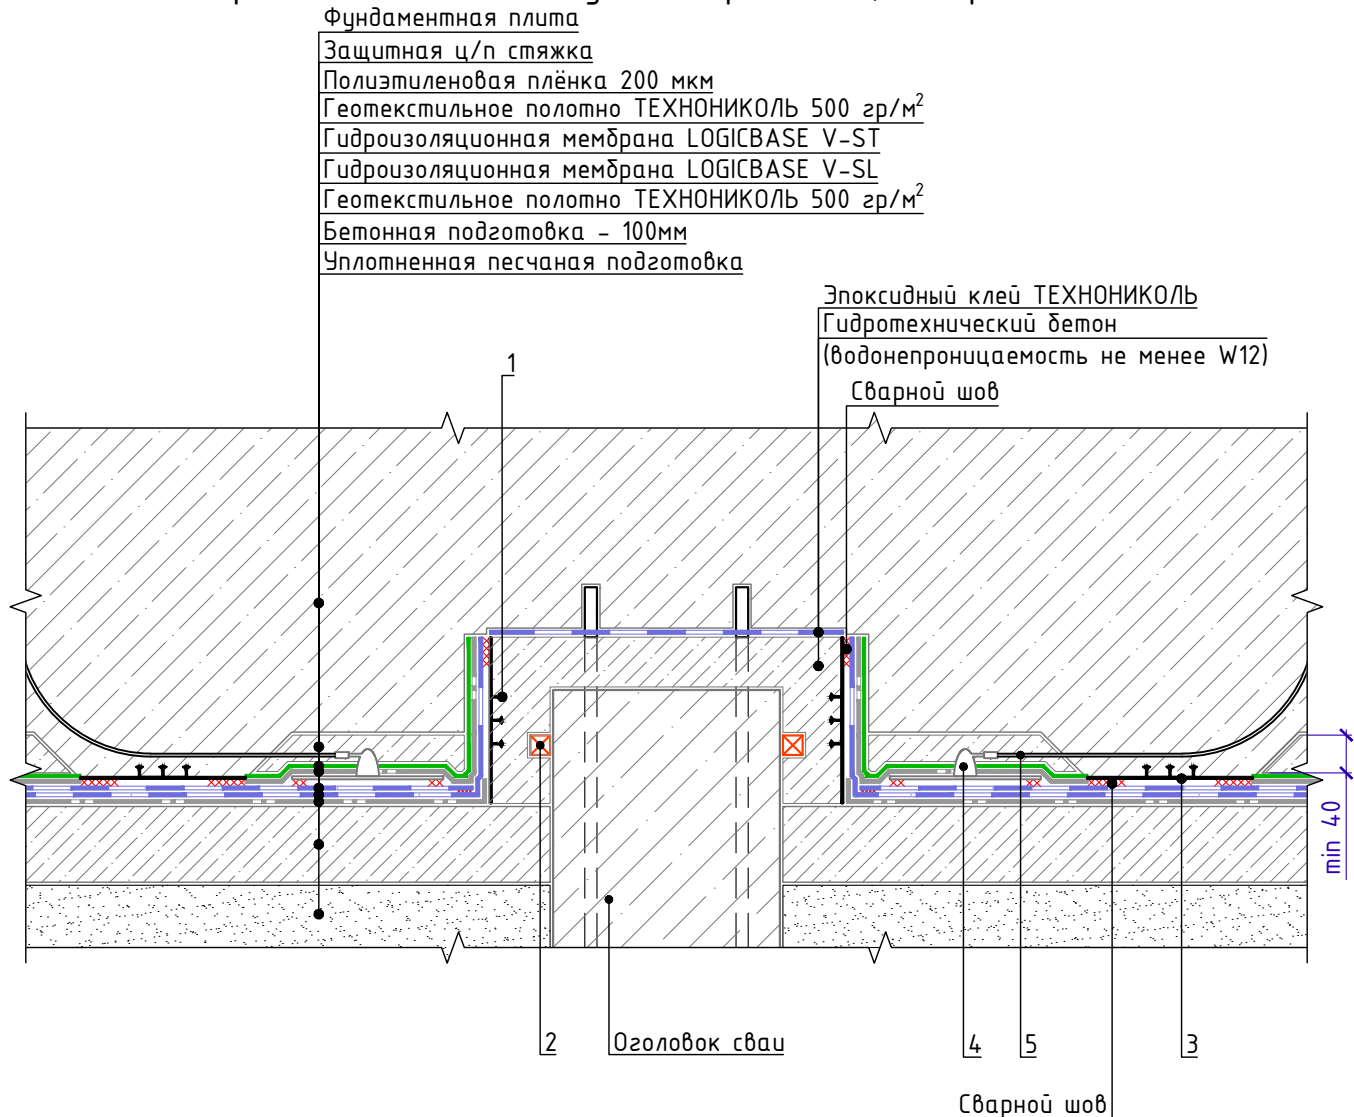 Фундаментная плита
Защитная ц/п стяжка
Полиэтиленовая плёнка 200 мкм
Геотекстильное полотно ТЕХНОНИКОЛЬ 500 гр/м²
Гидроизоляционная мембрана LOGICBASE V-ST
Гидроизоляционная мембрана LOGICBASE V-SL
Геотекстильное полотно ТЕХНОНИКОЛЬ 500 гр/м²
Бетонная подготовка - 100мм
Уплотненная песчаная подготовка
Эпоксидный клей ТЕХНОНИКОЛЬ
Гидротехнический бетон
(водонепроницаемость не менее W12)
1
Сварной шов
min 40
2
Оголовок сваи
4
5
3
Сварной шов